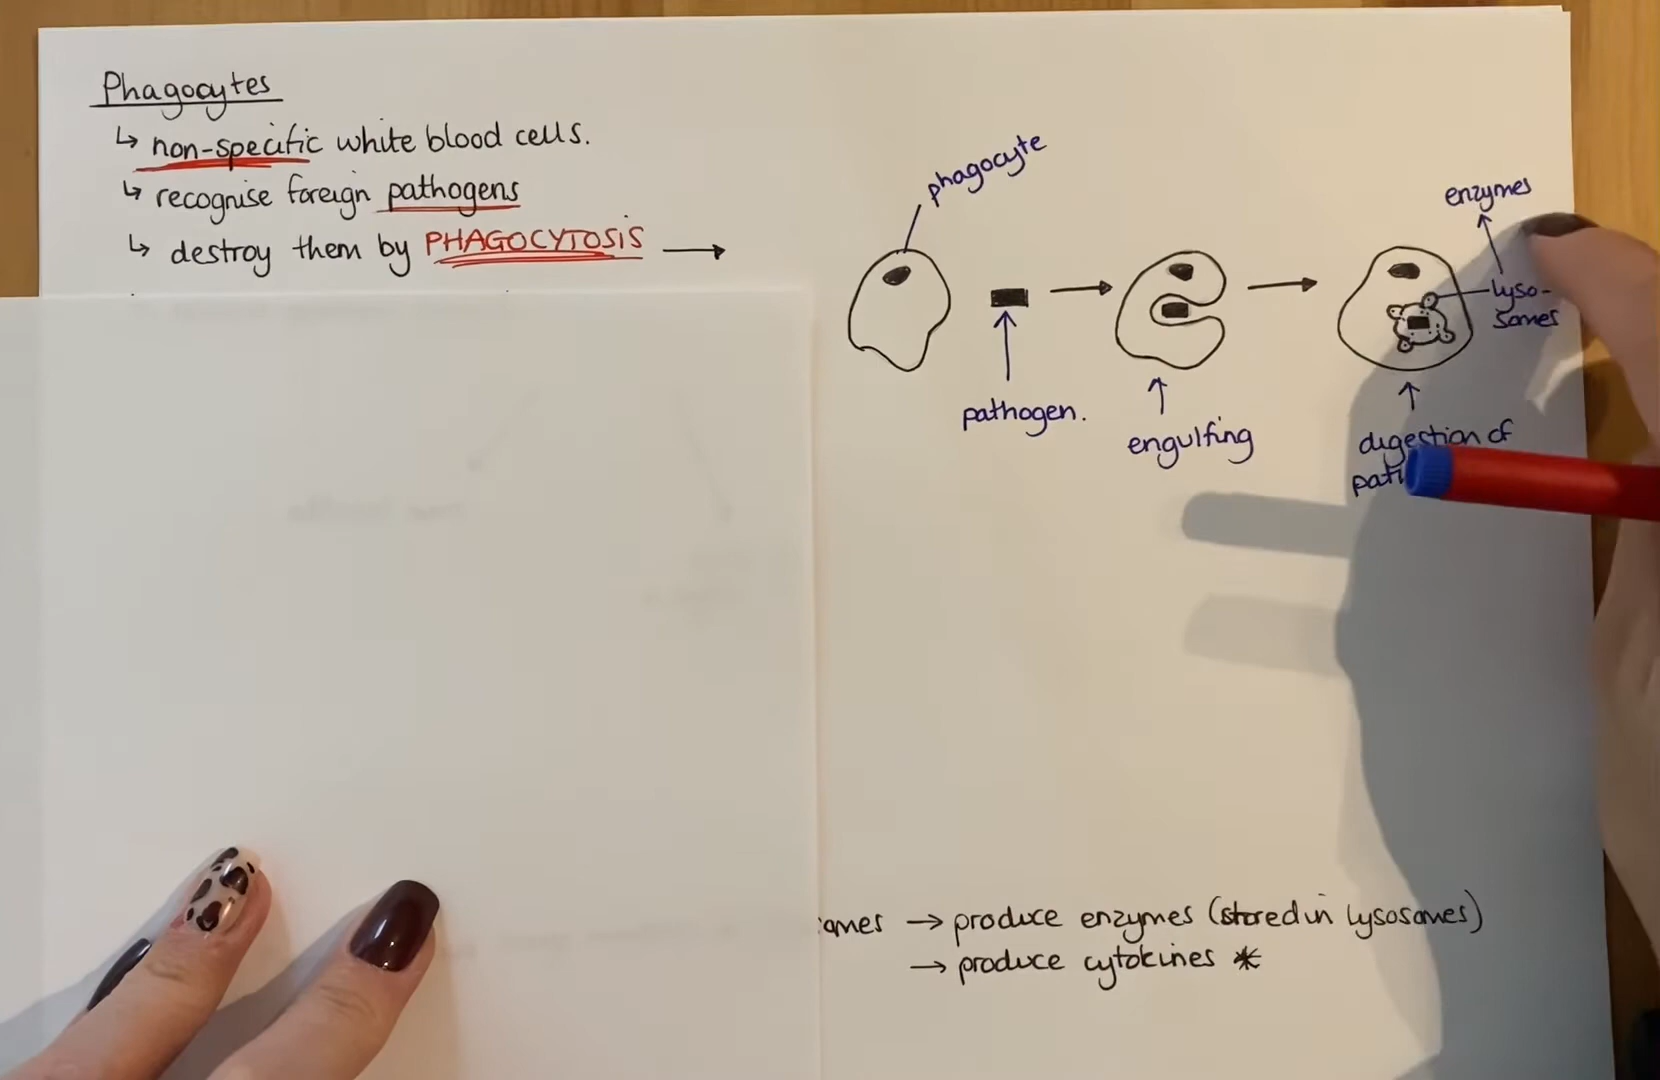 Phagocytes
↳ non-specific white blood cells.
↳ recognise foreign pathogens
↳ destroy them by PHAGOCYTOSIS →
phagocyte
pathogen.
engulfing
enzymes
lyso-
somes
digestion of
→ produce enzymes (stored in lysosomes)
→ produce cytokines *